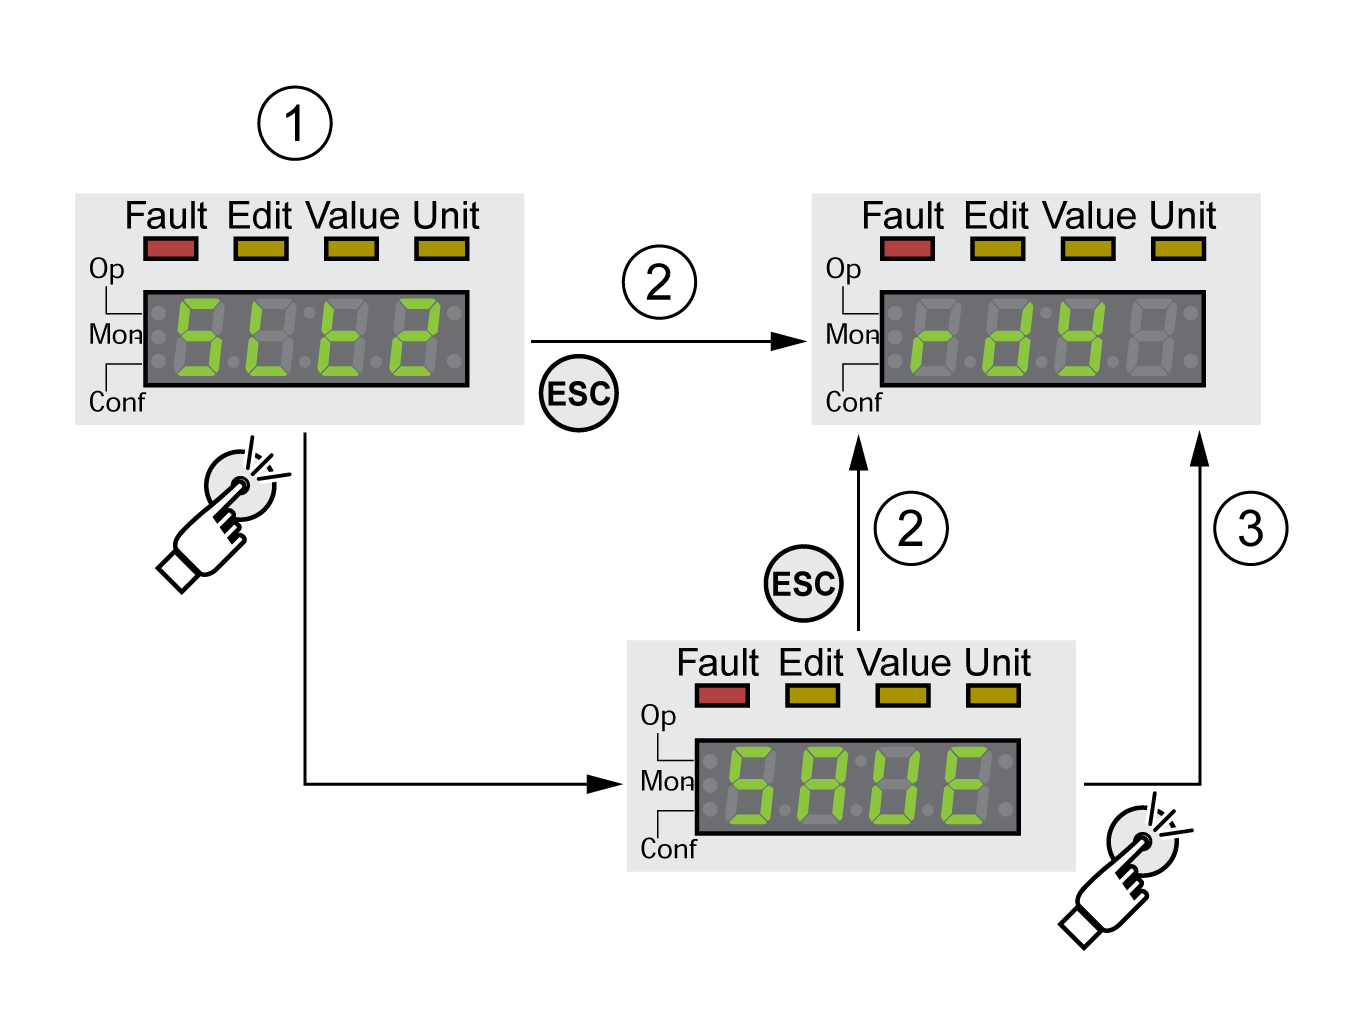 1
Fault Edit Value Unit
Op
Mon
Conf
SLt2
2
ESC
Fault Edit Value Unit
Op
Mon
Conf
rdy
ESC
2
3
Fault Edit Value Unit
Op
Mon
Conf
SAVE